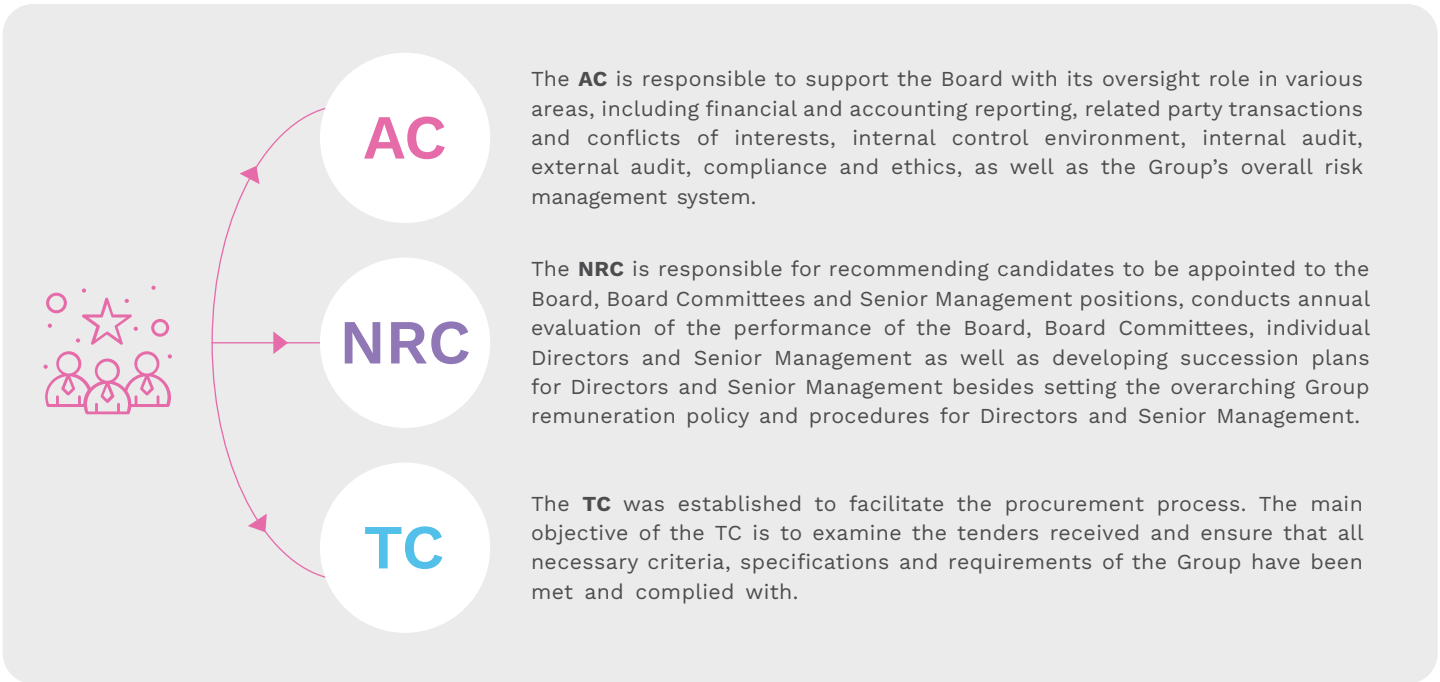 AC
The AC is responsible to support the Board with its oversight role in various
areas, including financial and accounting reporting, related party transactions
and conflicts of interests, internal control environment, internal audit,
external audit, compliance and ethics, as well as the Group’s overall risk
management system.
NRC
The NRC is responsible for recommending candidates to be appointed to the
Board, Board Committees and Senior Management positions, conducts annual
evaluation of the performance of the Board, Board Committees, individual
Directors and Senior Management as well as developing succession plans
for Directors and Senior Management besides setting the overarching Group
remuneration policy and procedures for Directors and Senior Management.
TC
The TC was established to facilitate the procurement process. The main
objective of the TC is to examine the tenders received and ensure that all
necessary criteria, specifications and requirements of the Group have been
met and complied with.